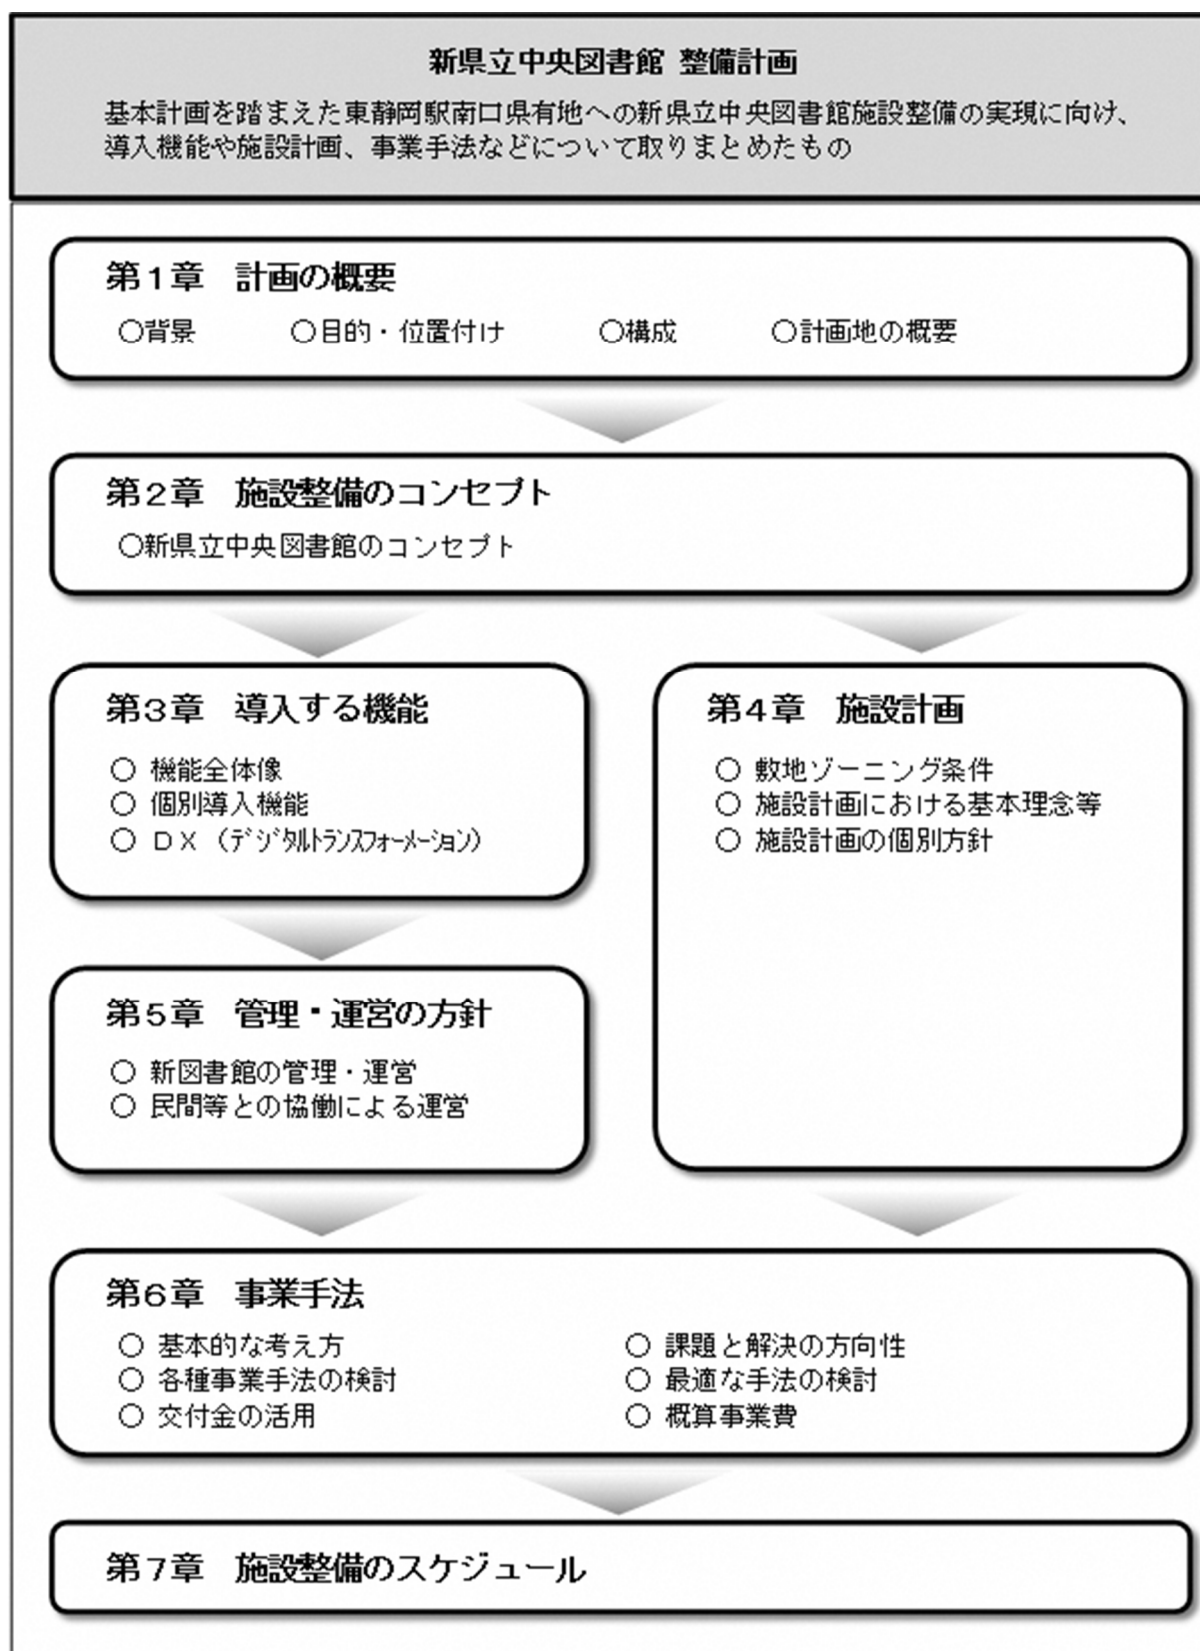 新県立中央図書館 整備計画
基本計画を踏まえた東静岡駅南口県有地への新県立中央図書館施設整備の実現に向け、
導入機能や施設計画、事業手法などについて取りまとめたもの
第1章 計画の概要
○背景 ○目的・位置付け ○構成 ○計画地の概要
第2章 施設整備のコンセプト
○新県立中央図書館のコンセプト
第3章 導入する機能
○ 機能全体像
○ 個別導入機能
○ DX（デジタルトランスフォーメーション）
第4章 施設計画
○ 敷地ゾーニング条件
○ 施設計画における基本理念等
○ 施設計画の個別方針
第5章 管理・運営の方針
○ 新図書館の管理・運営
○ 民間等との協働による運営
第6章 事業手法
○ 基本的な考え方
○ 各種事業手法の検討
○ 交付金の活用
○ 課題と解決の方向性
○ 最適な手法の検討
○ 概算事業費
第7章 施設整備のスケジュール